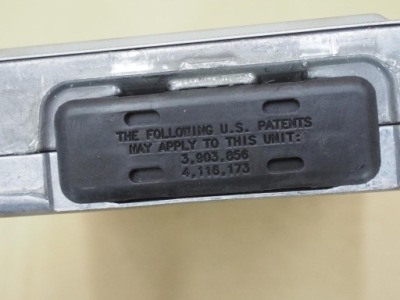 THE FOLLOWING U.S. PATENTS
MAY APPLY TO THIS UNIT:
3,903,856
4,116,173